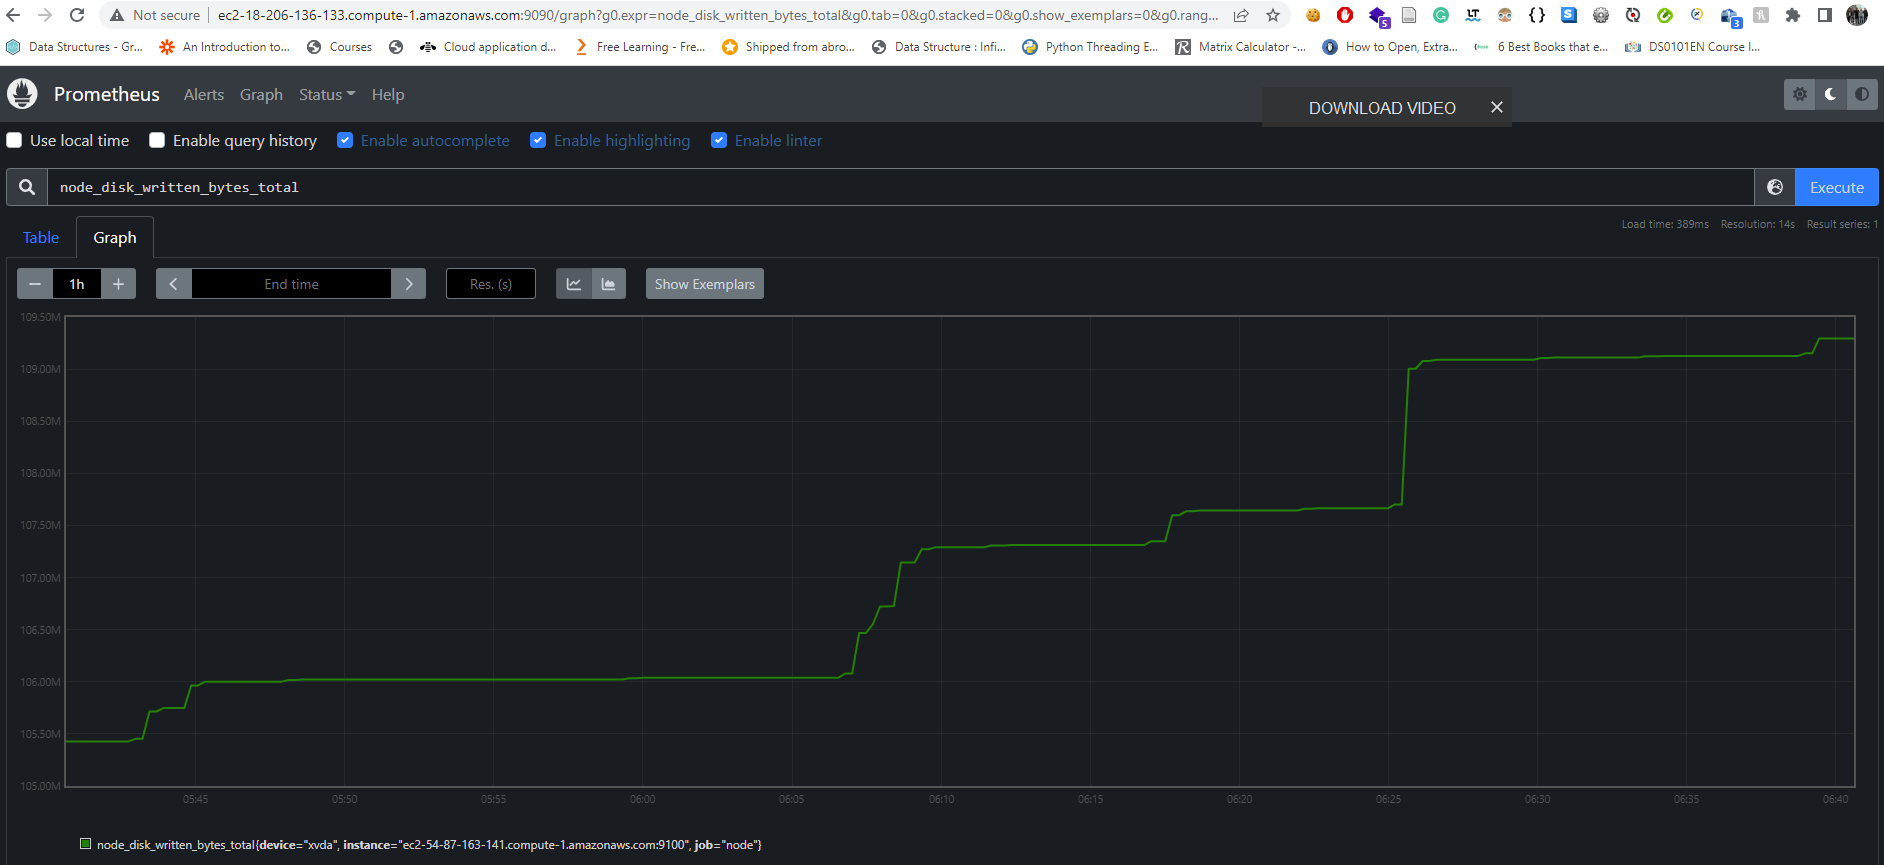 Not secure ec2-18-206-136-133.compute-1.amazonaws.com:9090/graph?g0.expr=node_disk_written_bytes_total&g0.tab=0&g0.stacked=0&g0.show_exemplars=0&g0.rang... 5 LT {} S 3
Data Structures - Gr... An Introduction to... Courses Cloud application d... Free Learning - Fre... Shipped from abro... Data Structure : Infi... Python Threading E... Matrix Calculator -... How to Open, Extra... 6 Best Books that e... DS0101EN Course I...
Prometheus Alerts Graph Status Help
DOWNLOAD VIDEO
Use local time Enable query history Enable autocomplete Enable highlighting Enable linter
node_disk_written_bytes_total Execute
Load time: 389ms Resolution: 14s Result series: 1
Table Graph
− 1h + End time Res. (s) Show Exemplars
109.50M
109.00M
108.50M
108.00M
107.50M
107.00M
106.50M
106.00M
105.50M
105.00M
05:45 05:50 05:55 06:00 06:05 06:10 06:15 06:20 06:25 06:30 06:35 06:40
node_disk_written_bytes_total{device="xvda", instance="ec2-54-87-163-141.compute-1.amazonaws.com:9100", job="node"}